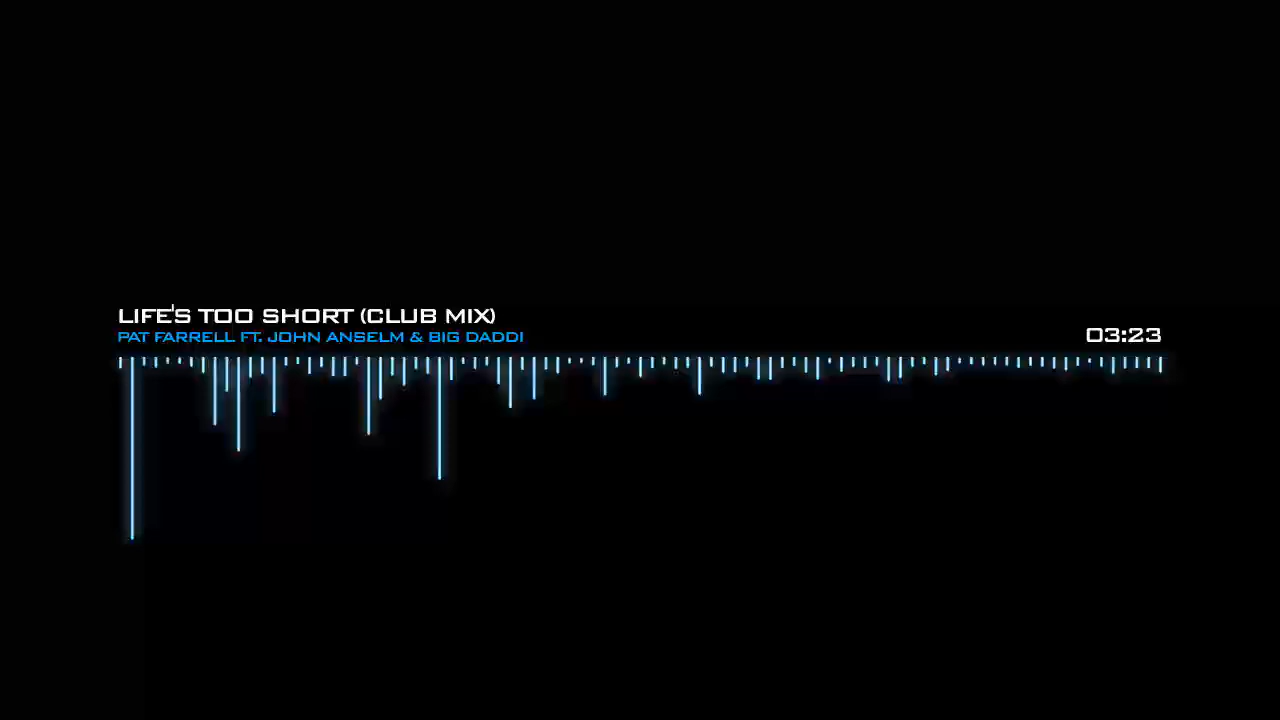 LIFE'S TOO SHORT (CLUB MIX)
PAT FARRELL FT. JOHN ANSELM & BIG DADDI
03:23